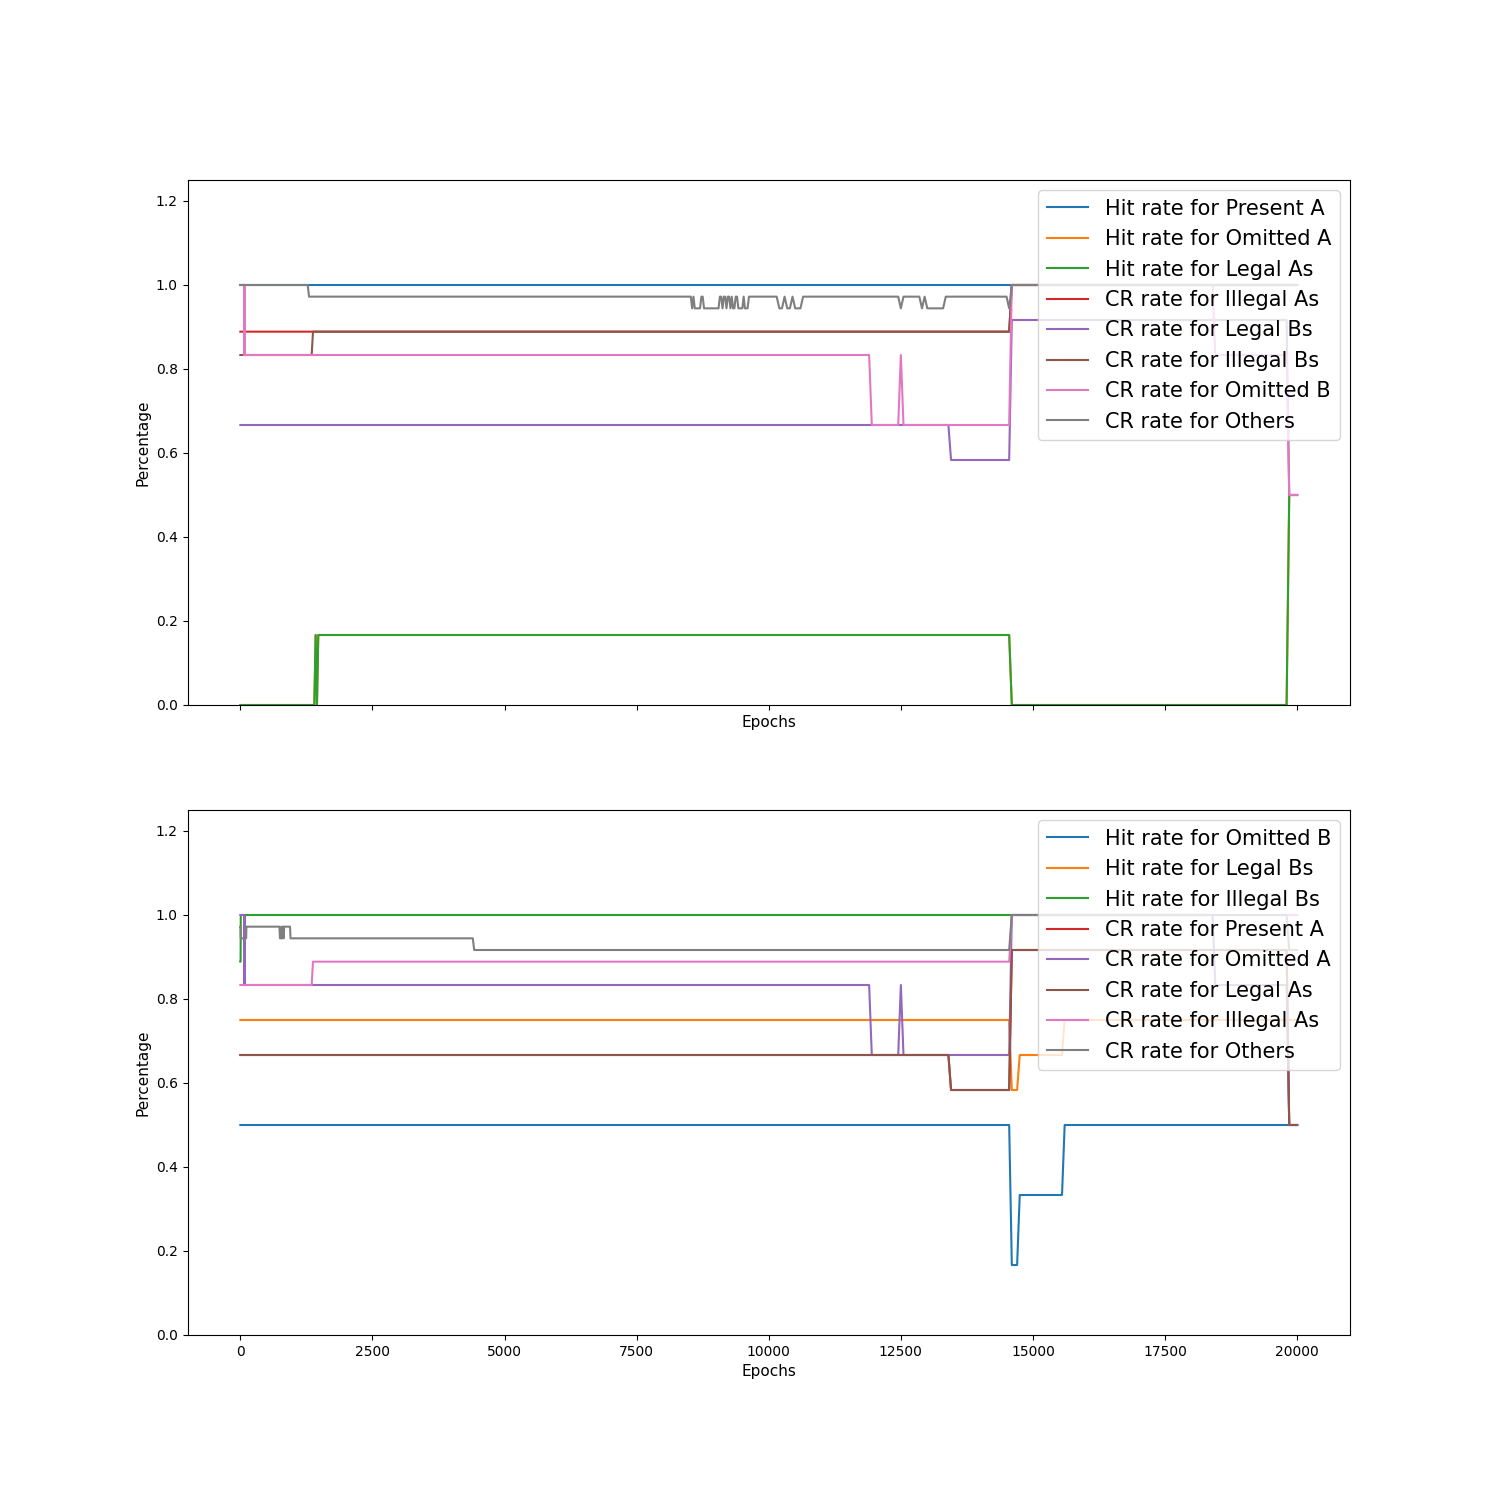 1.2
1.0
0.8
0.6
0.4
0.2
0.0
Percentage
Epochs
Hit rate for Present A
Hit rate for Omitted A
Hit rate for Legal As
CR rate for Illegal As
CR rate for Legal Bs
CR rate for Illegal Bs
CR rate for Omitted B
CR rate for Others
1.2
1.0
0.8
0.6
0.4
0.2
0.0
Percentage
0 2500 5000 7500 10000 12500 15000 17500 20000
Epochs
Hit rate for Omitted B
Hit rate for Legal Bs
Hit rate for Illegal Bs
CR rate for Present A
CR rate for Omitted A
CR rate for Legal As
CR rate for Illegal As
CR rate for Others